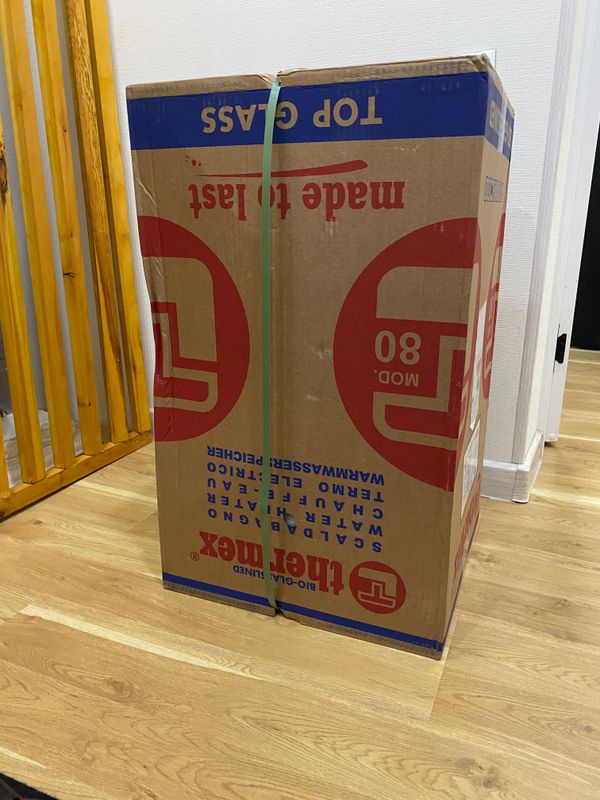 BIO-GLASSLINED
thermex®
SCALDABAGNO
WATER HEATER
CHAUFFE-EAU
TERMO ELECTRICO
WARMWASSERSPEICHER
MOD.
80
made to last
TOP GLASS